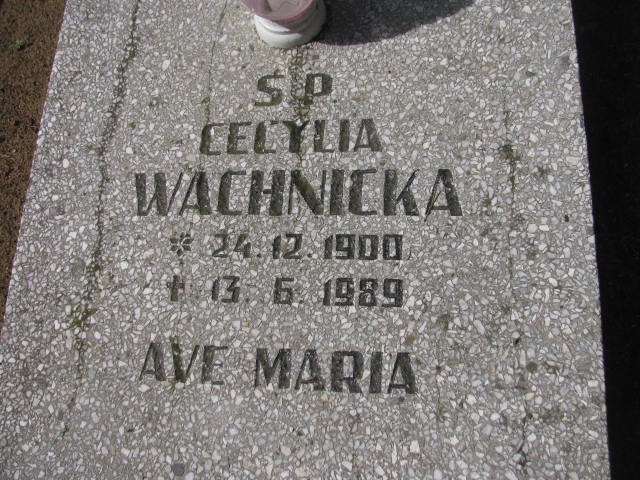 Ś.P.
CECYLIA
WACHNICKA
* 24.12.1900
† 13.6.1989
AVE MARIA